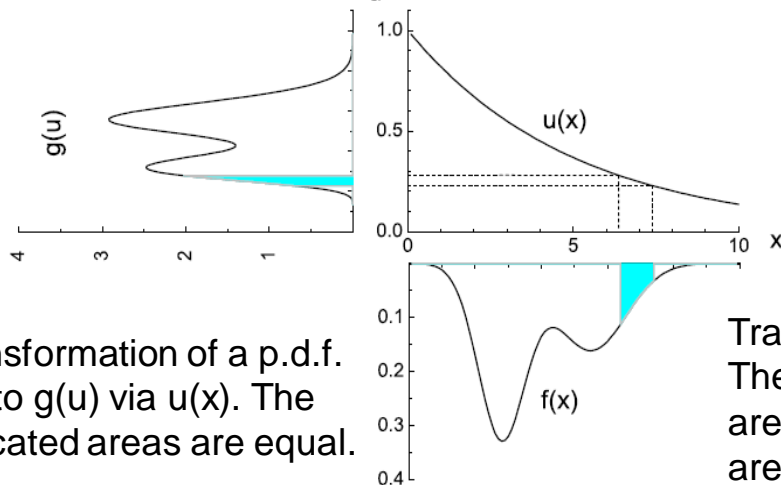 1.0
0.5
0.0
u(x)
g(u)
4
3
2
1
0
5
10
x
0.1
0.2
0.3
0.4
f(x)
nsformation of a p.d.f.
to g(u) via u(x). The
cated areas are equal.
Tra
The
are
are